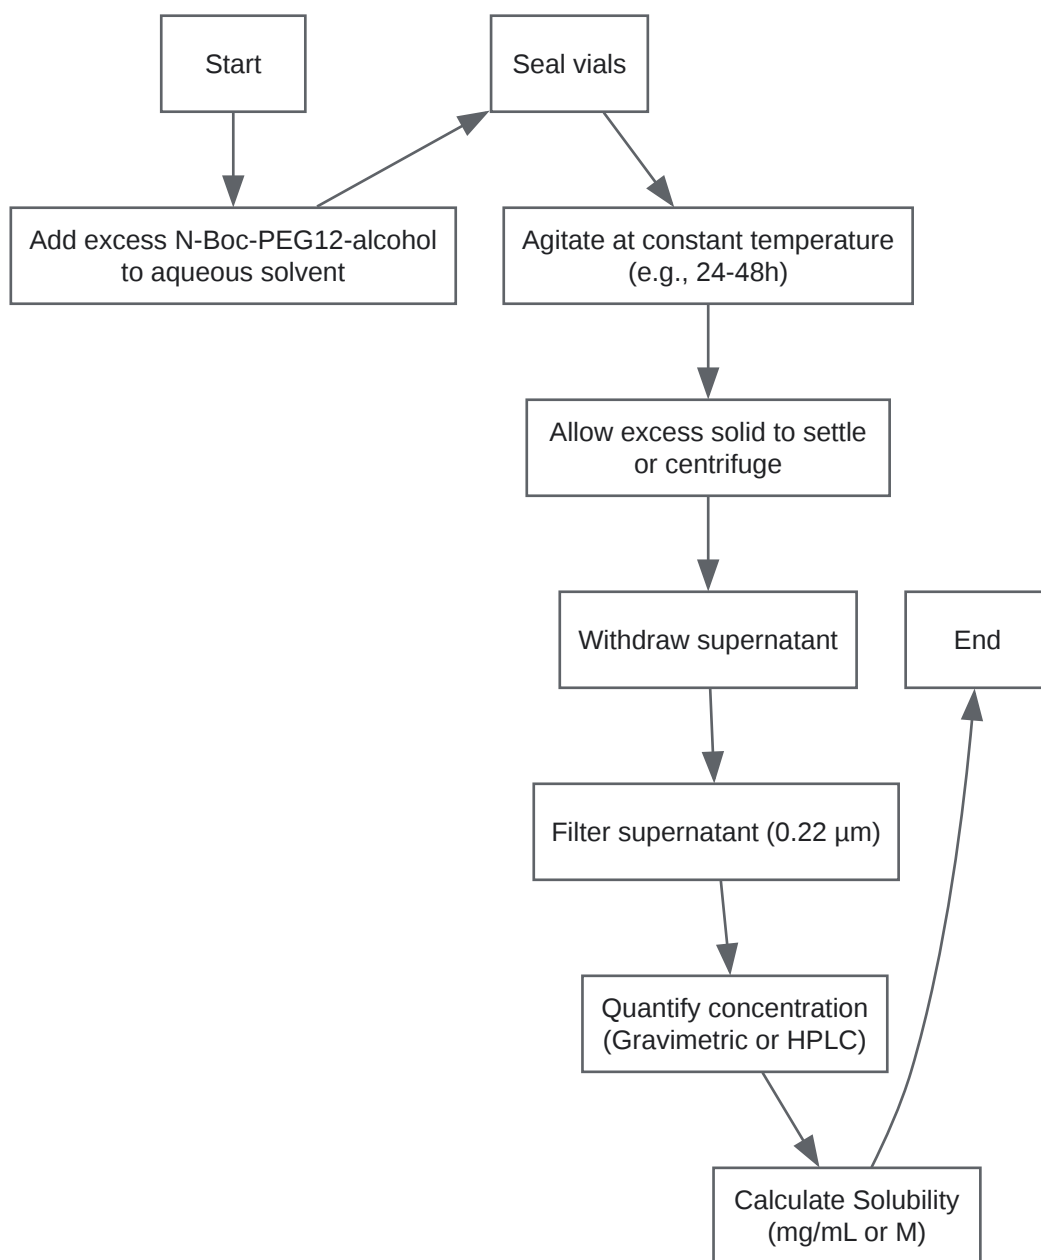 Start
Add excess N-Boc-PEG12-alcohol
to aqueous solvent
Seal vials
Agitate at constant temperature
(e.g., 24-48h)
Allow excess solid to settle
or centrifuge
Withdraw supernatant
Filter supernatant (0.22 µm)
Quantify concentration
(Gravimetric or HPLC)
Calculate Solubility
(mg/mL or M)
End